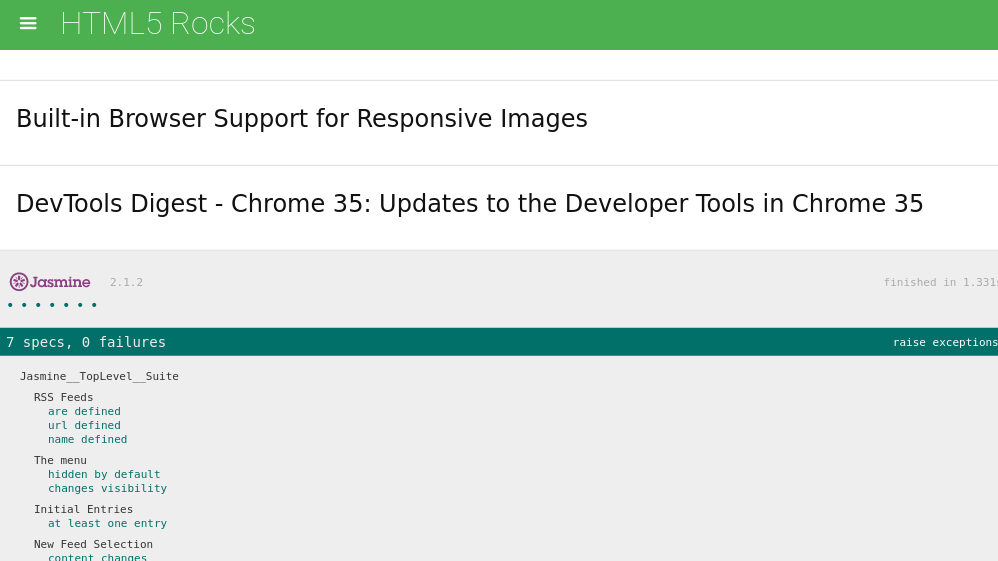 HTML5 Rocks
Built-in Browser Support for Responsive Images
DevTools Digest - Chrome 35: Updates to the Developer Tools in Chrome 35
Jasmine 2.1.2 finished in 1.331s
• • • • • • •
7 specs, 0 failures raise exceptions
Jasmine__TopLevel__Suite
RSS Feeds
are defined
url defined
name defined
The menu
hidden by default
changes visibility
Initial Entries
at least one entry
New Feed Selection
content changes